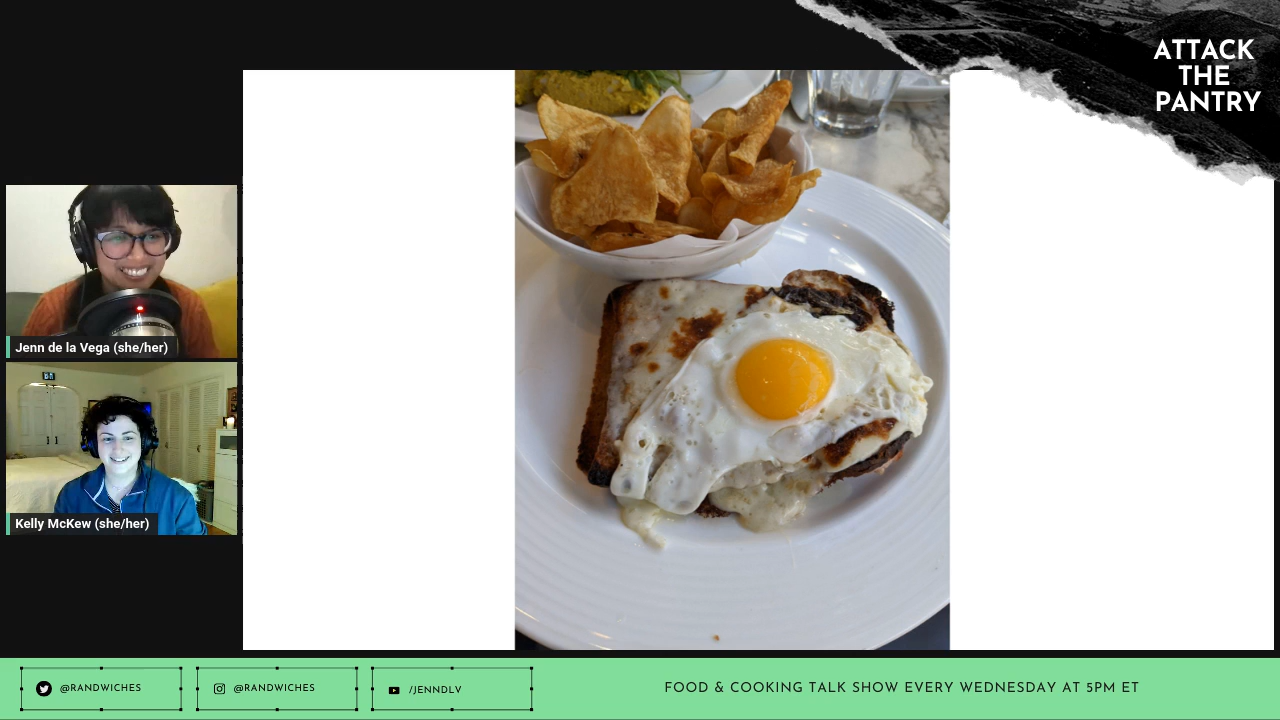 ATTACK
THE
PANTRY
Jenn de la Vega (she/her)
Kelly McKew (she/her)
@RANDWICHES
@RANDWICHES
/JENNDLV
FOOD & COOKING TALK SHOW EVERY WEDNESDAY AT 5PM ET